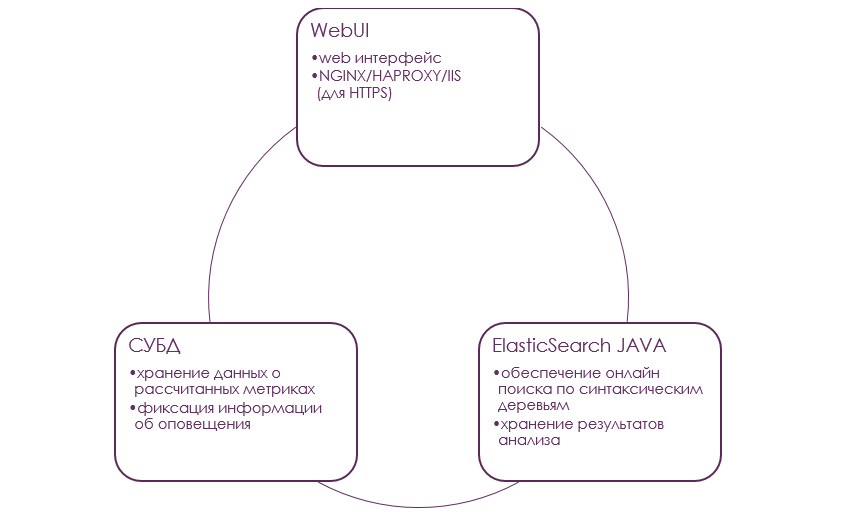 WebUI
•web интерфейс
•NGINX/HAPROXY/IIS
(для HTTPS)
СУБД
•хранение данных о
рассчитанных метриках
•фиксация информации
об оповещения
ElasticSearch JAVA
•обеспечение онлайн
поиска по синтаксическим
деревьям
•хранение результатов
анализа